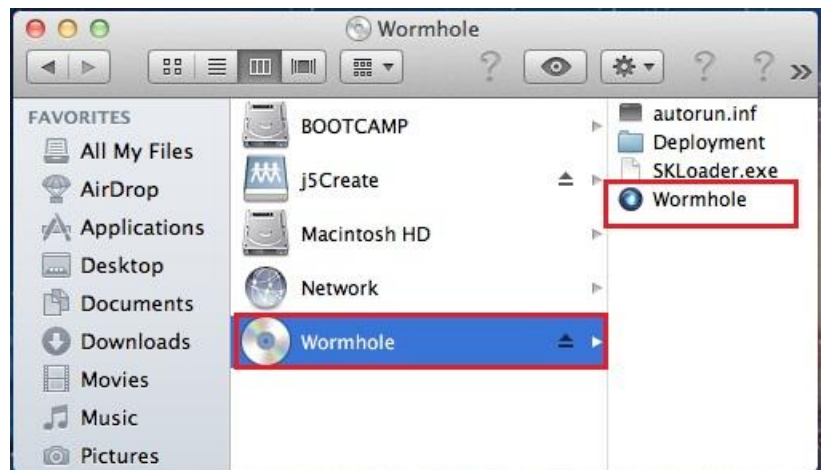 Wormhole
FAVORITES
All My Files
AirDrop
Applications
Desktop
Documents
Downloads
Movies
Music
Pictures
BOOTCAMP
j5Create
Macintosh HD
Network
Wormhole
autorun.inf
Deployment
SKLoader.exe
Wormhole